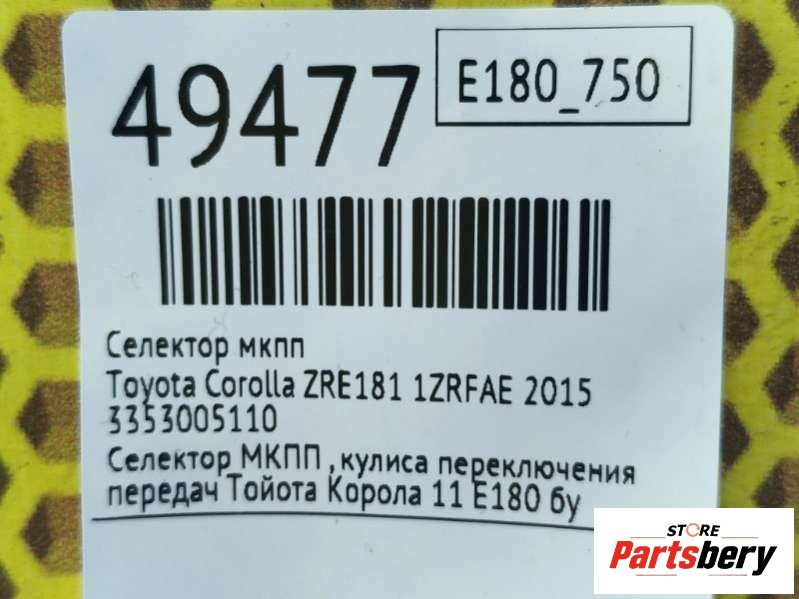 49477
E180_750
Селектор мкпп
Toyota Corolla ZRE181 1ZRFAE 2015
3353005110
Селектор МКПП ,кулиса переключения
передач Тойота Корола 11 Е180 бу
STORE
Partsbery